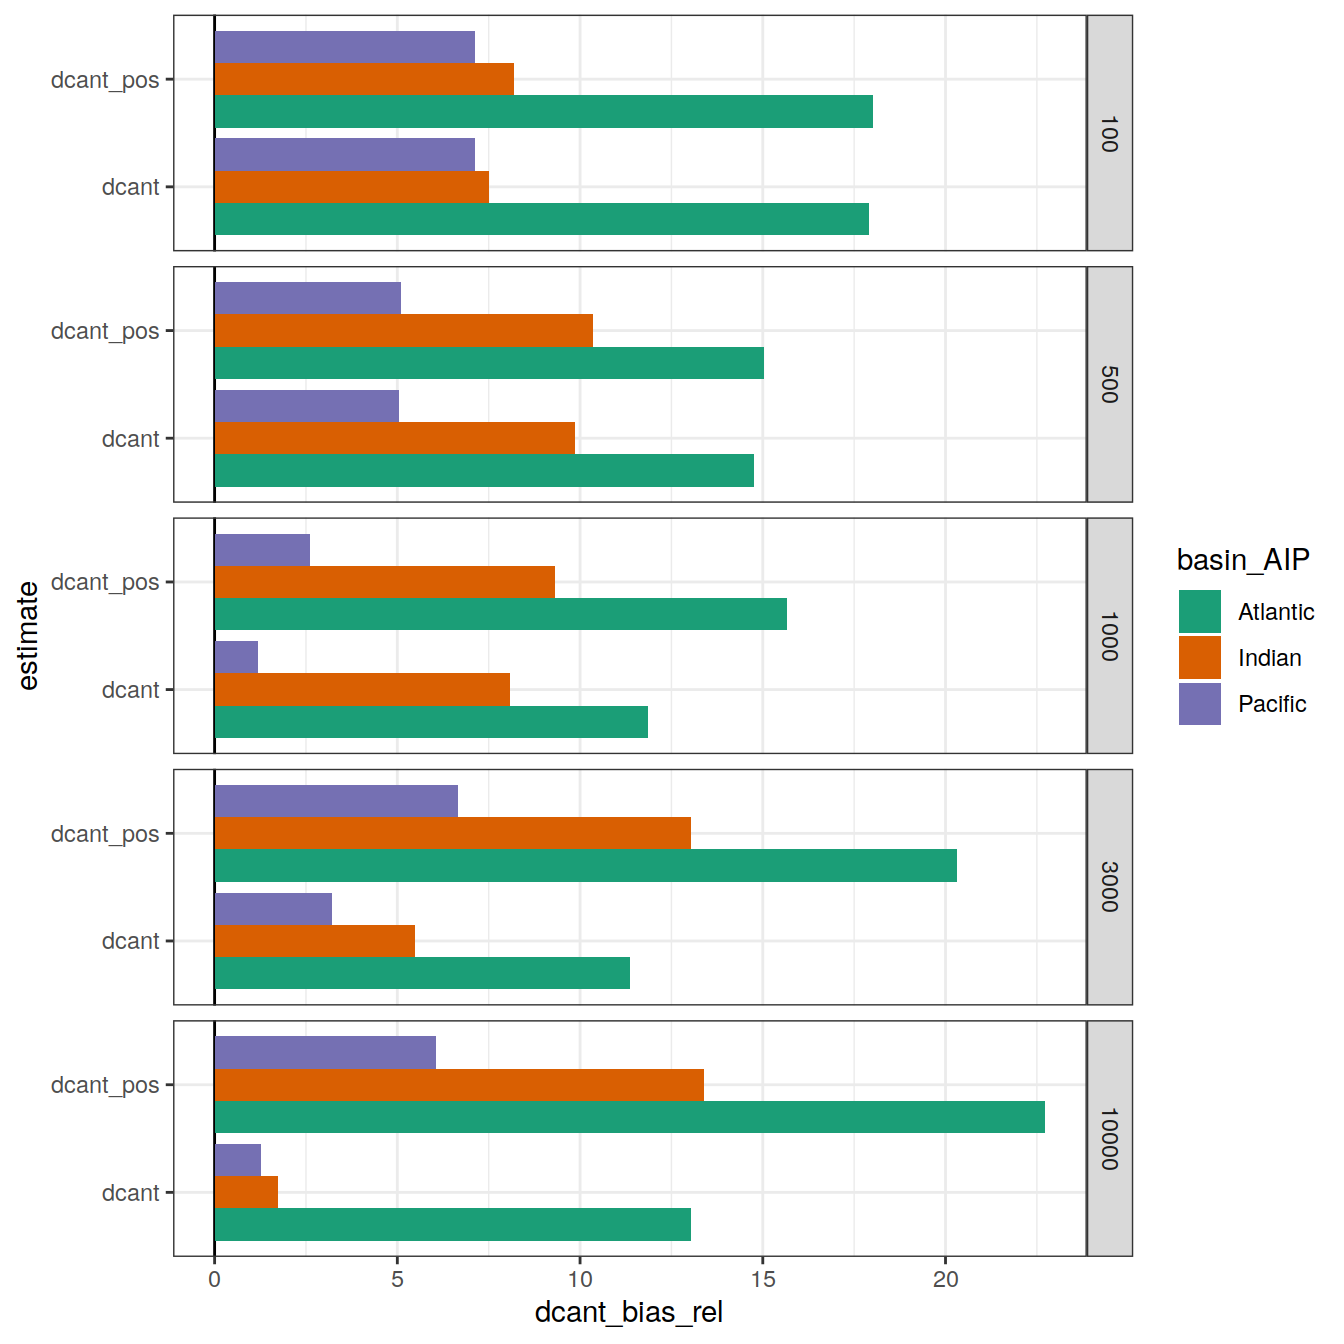 dcant_pos
dcant
100
dcant_pos
dcant
500
dcant_pos
dcant
1000
dcant_pos
dcant
3000
dcant_pos
dcant
10000
0 5 10 15 20
dcant_bias_rel
estimate
basin_AIP
Atlantic
Indian
Pacific